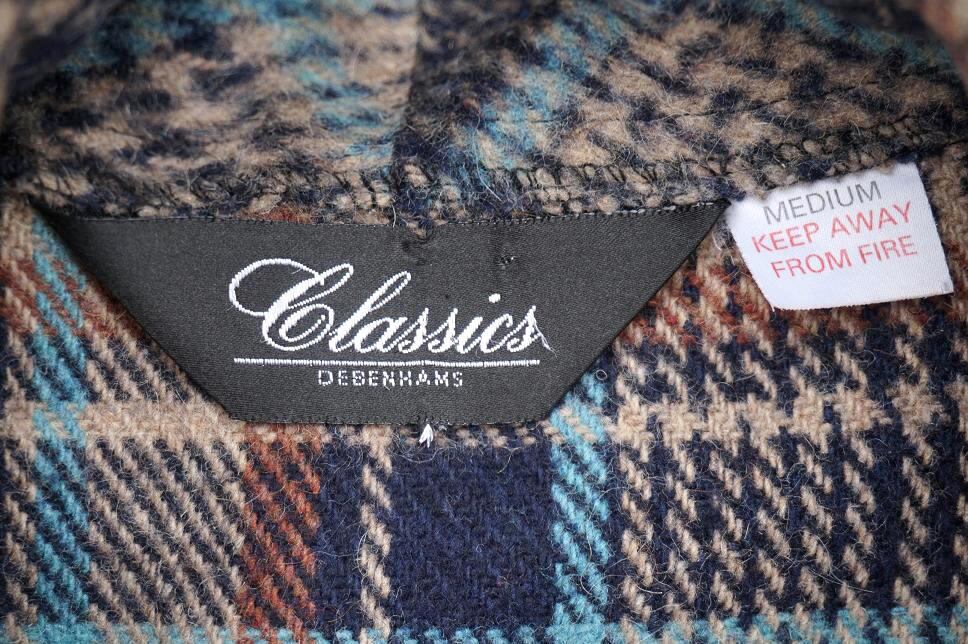 Classics
DEBENHAMS
MEDIUM
KEEP AWAY
FROM FIRE